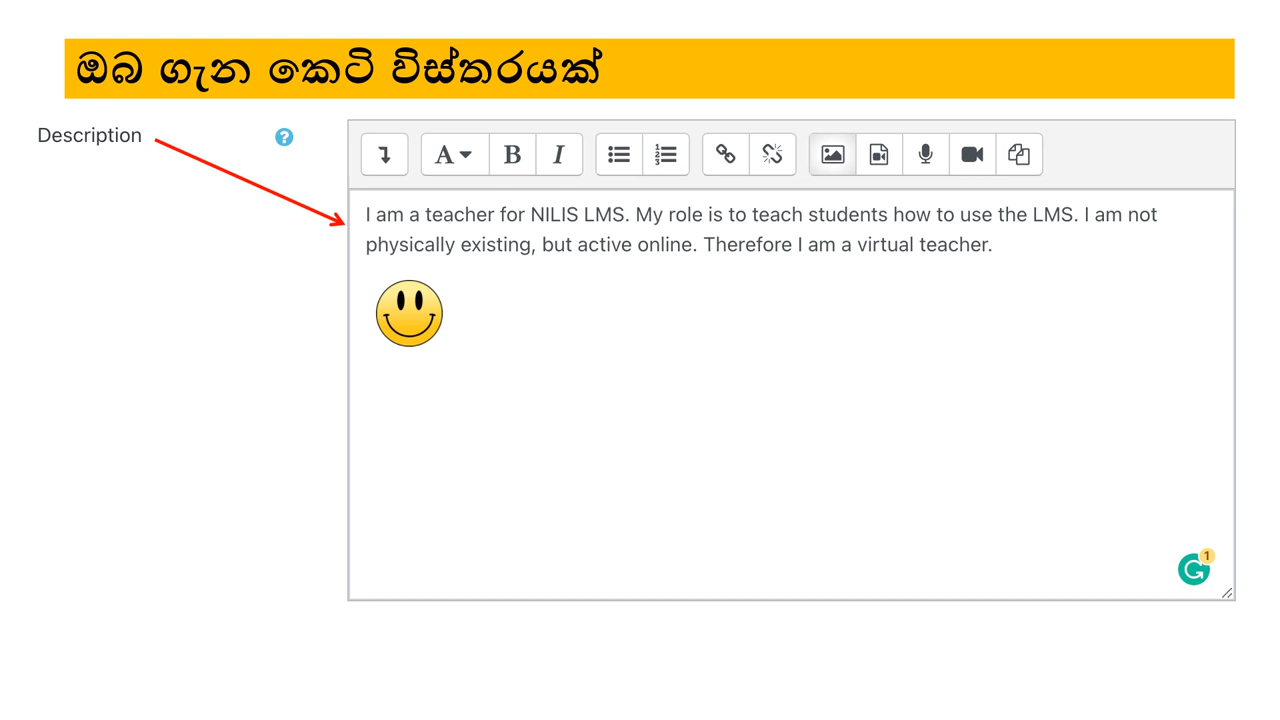 ඔබ ගැන කෙටි විස්තරයක්
Description
I am a teacher for NILIS LMS. My role is to teach students how to use the LMS. I am not
physically existing, but active online. Therefore I am a virtual teacher.
1